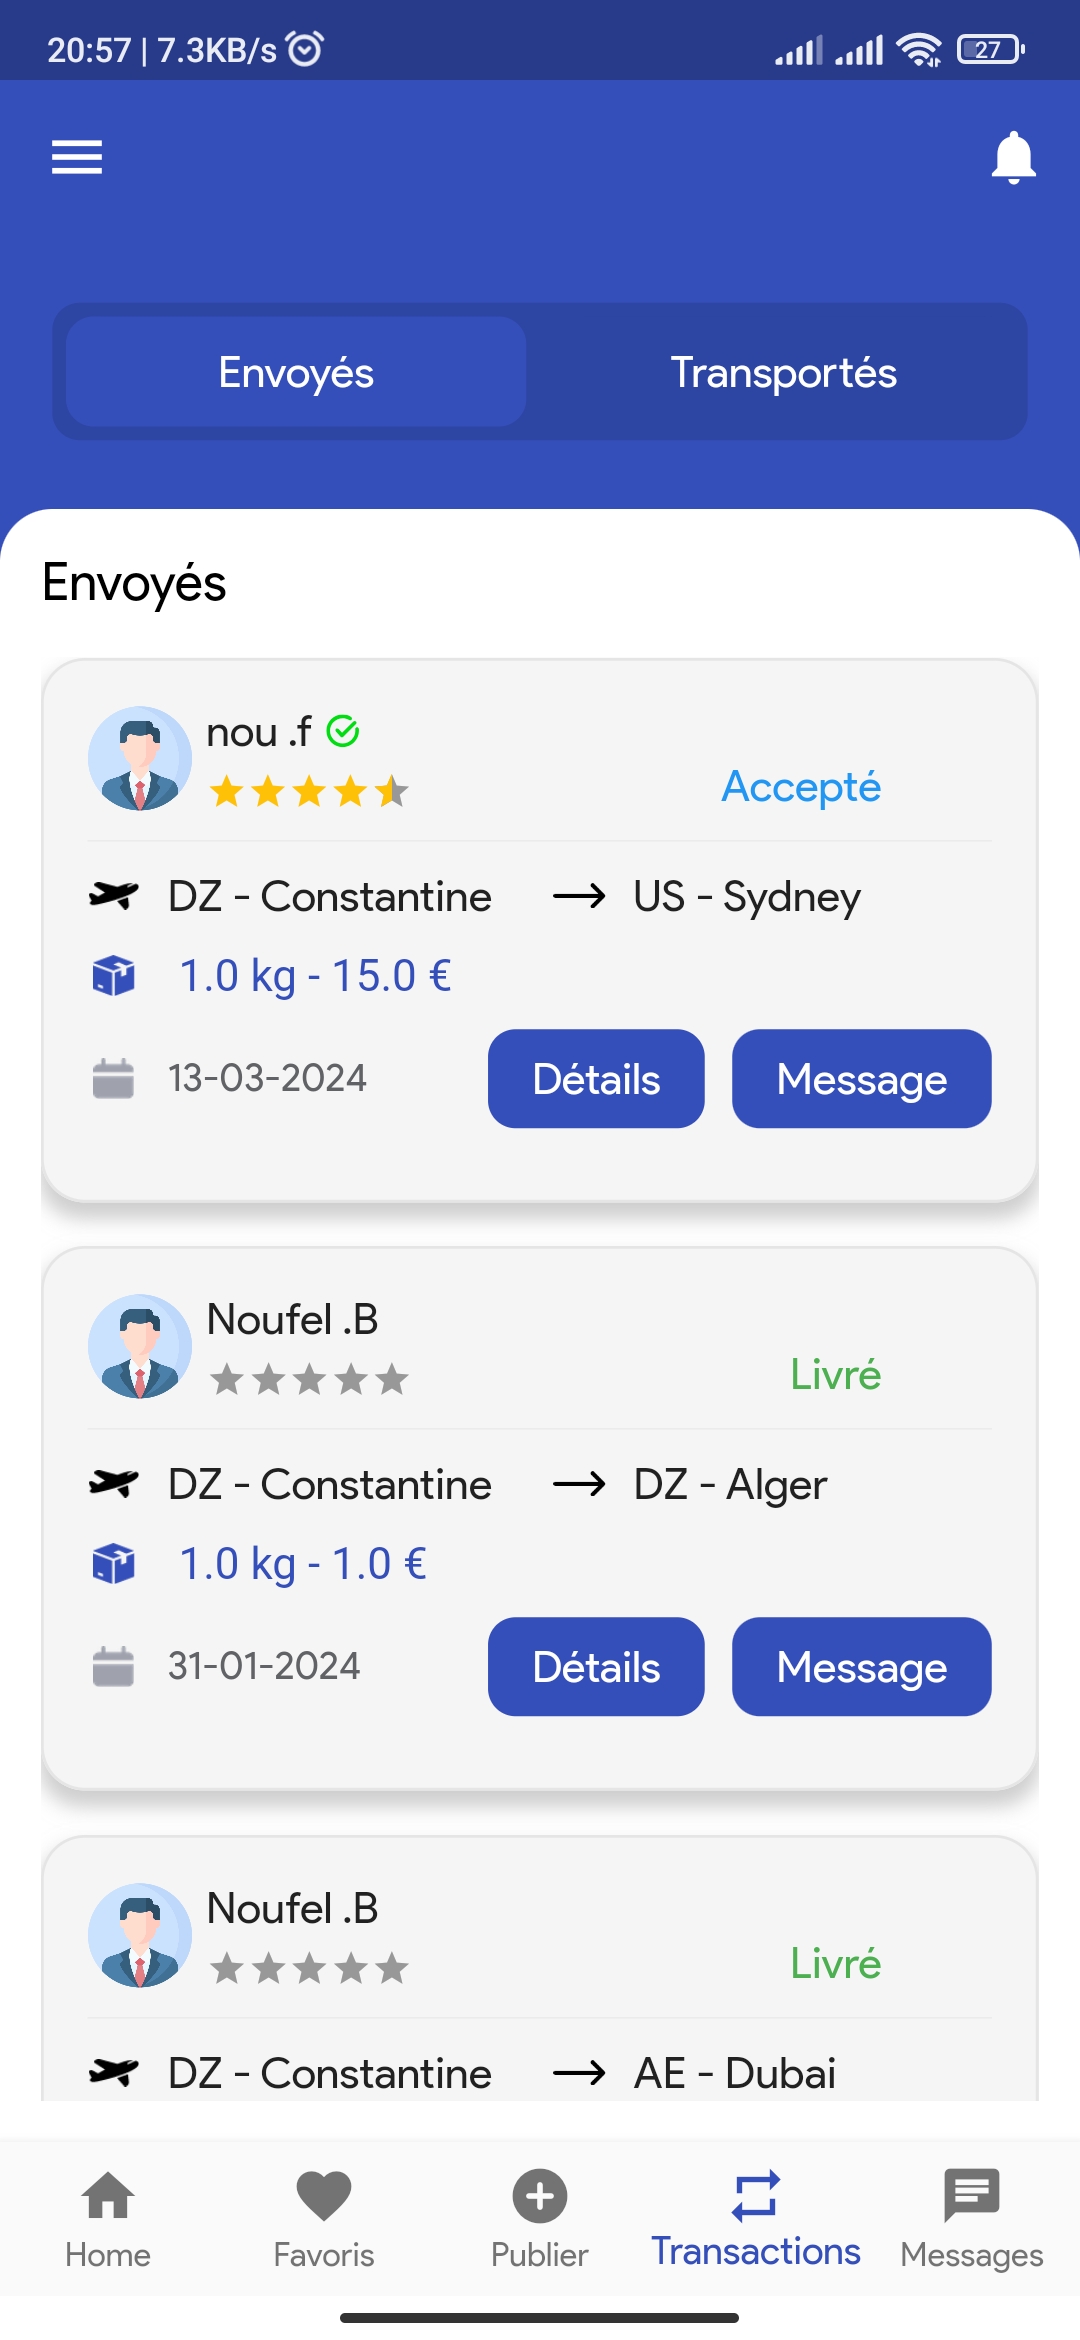 20:57 | 7.3KB/s 27
Envoyés Transportés
Envoyés
nou .f
Accepté
DZ - Constantine US - Sydney
1.0 kg - 15.0 €
13-03-2024 Détails Message
Noufel .B
Livré
DZ - Constantine DZ - Alger
1.0 kg - 1.0 €
31-01-2024 Détails Message
Noufel .B
Livré
DZ - Constantine AE - Dubai
Home Favoris Publier Transactions Messages